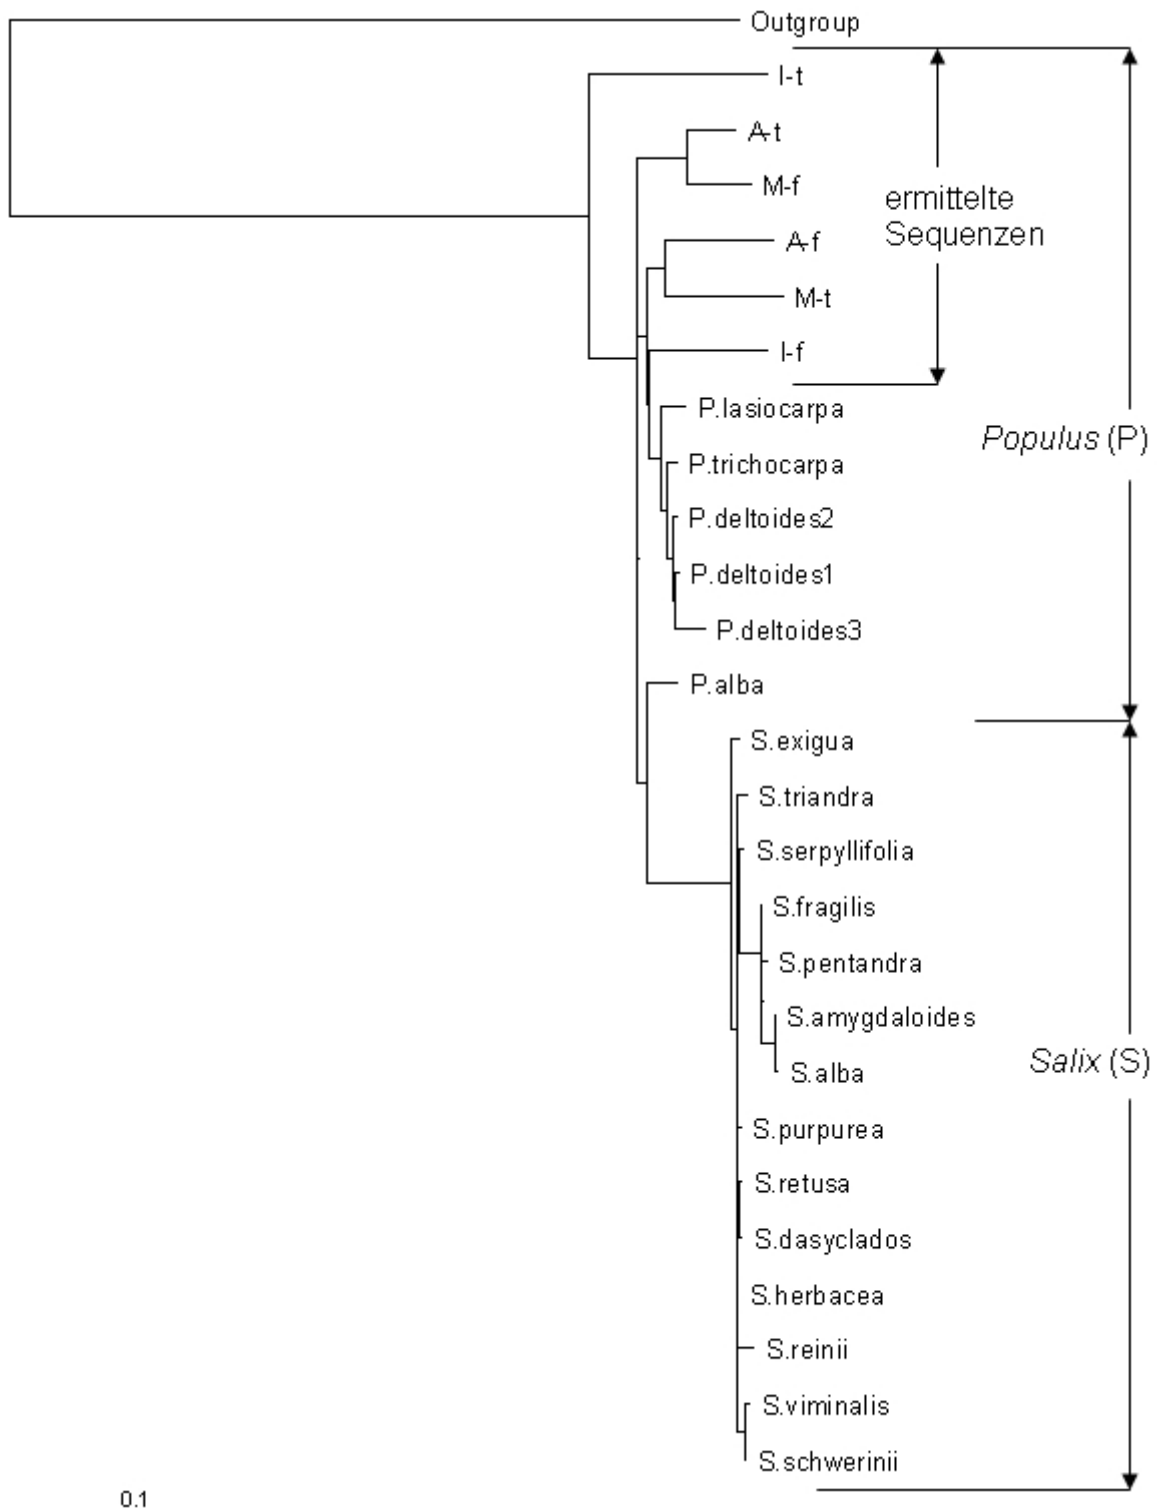 Outgroup
I-t
A-t
M-f
ermittelte
Sequenzen
A-f
M-t
I-f
P.lasiocarpa
Populus (P)
P.trichocarpa
P.deltoides2
P.deltoides1
P.deltoides3
P.alba
S.exigua
S.triandra
S.serpyllifolia
S.fragilis
S.pentandra
S.amygdaloides
Salix (S)
S.alba
S.purpurea
S.retusa
S.dasyclados
S.herbacea
S.reinii
S.viminalis
S.schwerinii
0.1